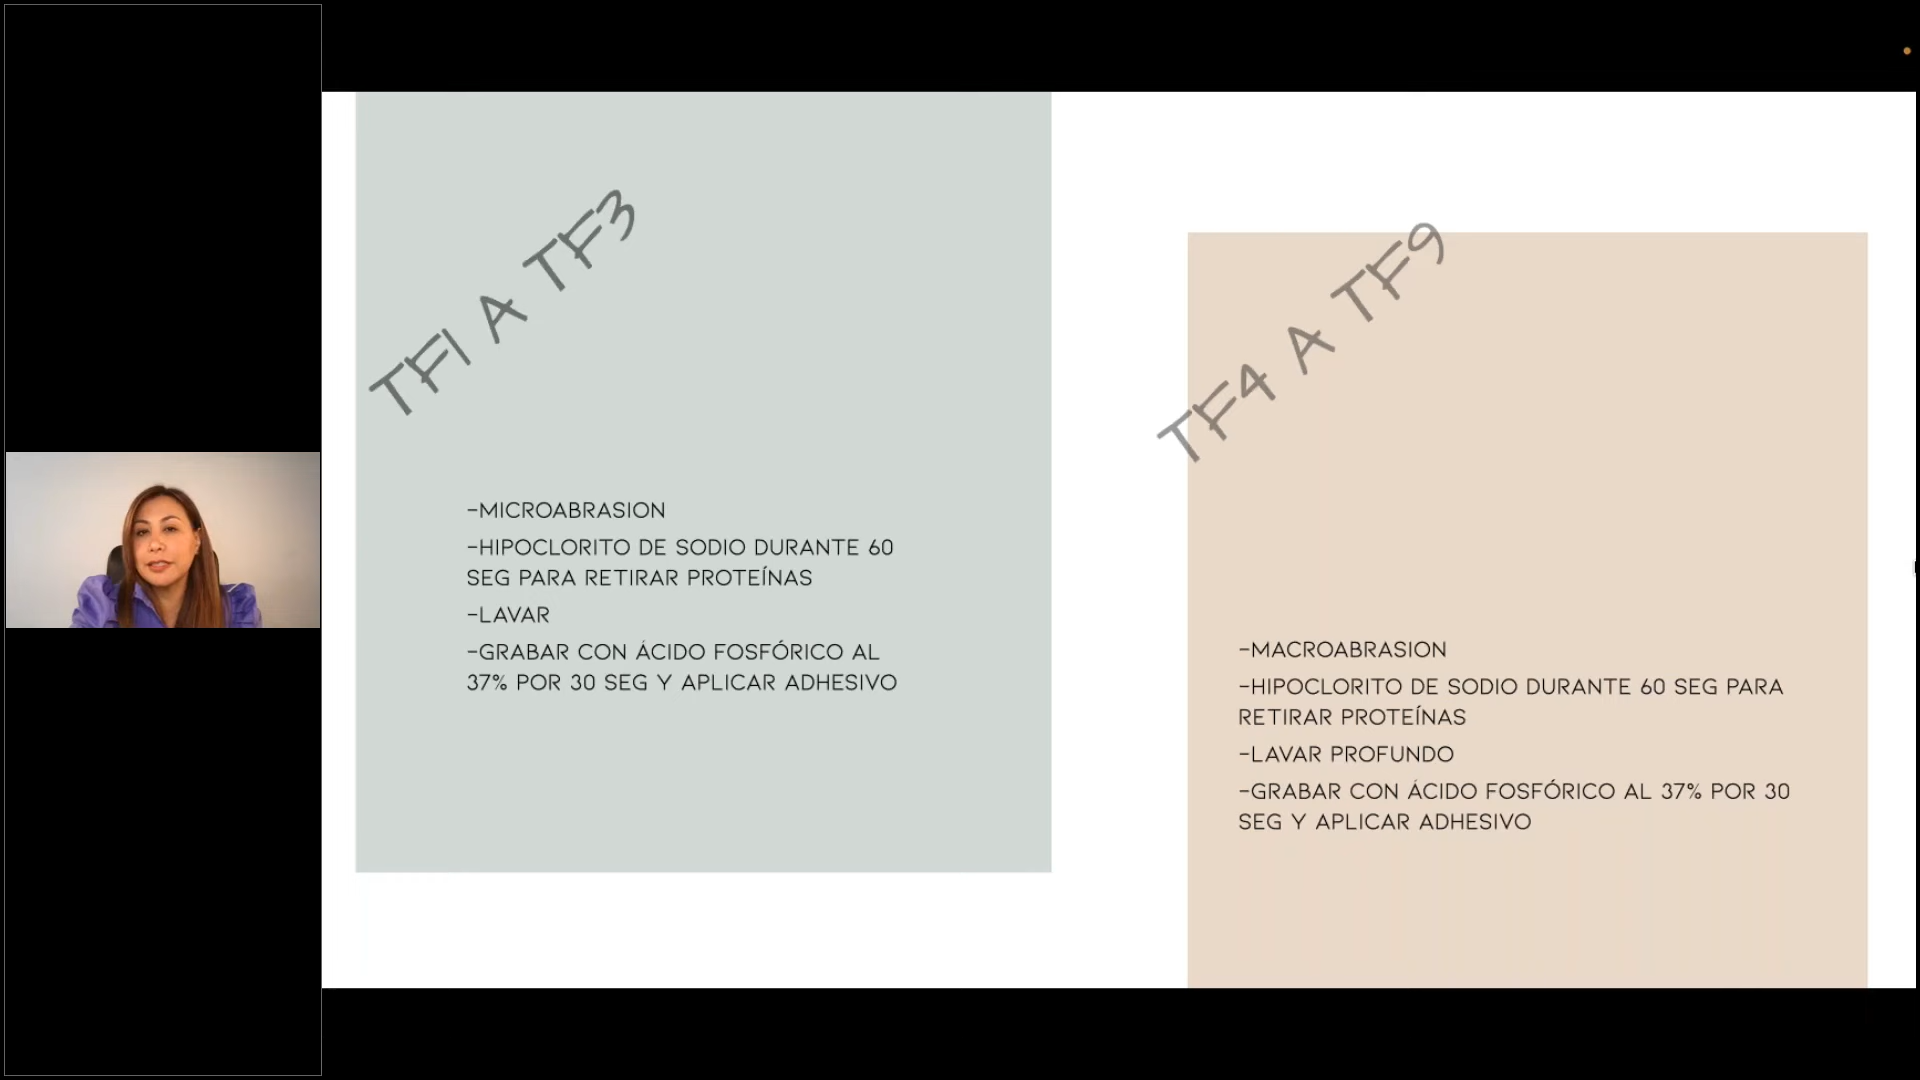 TF1 A TF3
-MICROABRASION
-HIPOCLORITO DE SODIO DURANTE 60
SEG PARA RETIRAR PROTEÍNAS
-LAVAR
-GRABAR CON ÁCIDO FOSFÓRICO AL
37% POR 30 SEG Y APLICAR ADHESIVO
TF4 A TF9
-MACROABRASION
-HIPOCLORITO DE SODIO DURANTE 60 SEG PARA
RETIRAR PROTEÍNAS
-LAVAR PROFUNDO
-GRABAR CON ÁCIDO FOSFÓRICO AL 37% POR 30
SEG Y APLICAR ADHESIVO